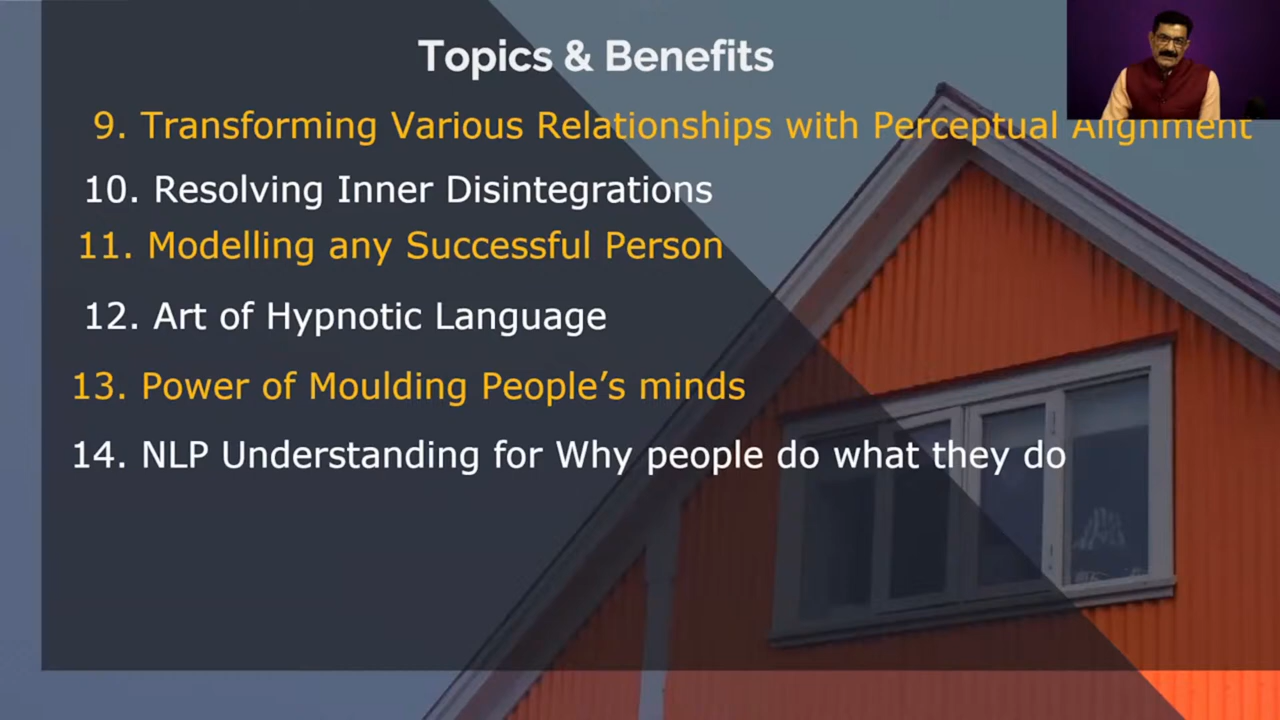 Topics & Benefits
9. Transforming Various Relationships with Perceptual Alignment
10. Resolving Inner Disintegrations
11. Modelling any Successful Person
12. Art of Hypnotic Language
13. Power of Moulding People’s minds
14. NLP Understanding for Why people do what they do